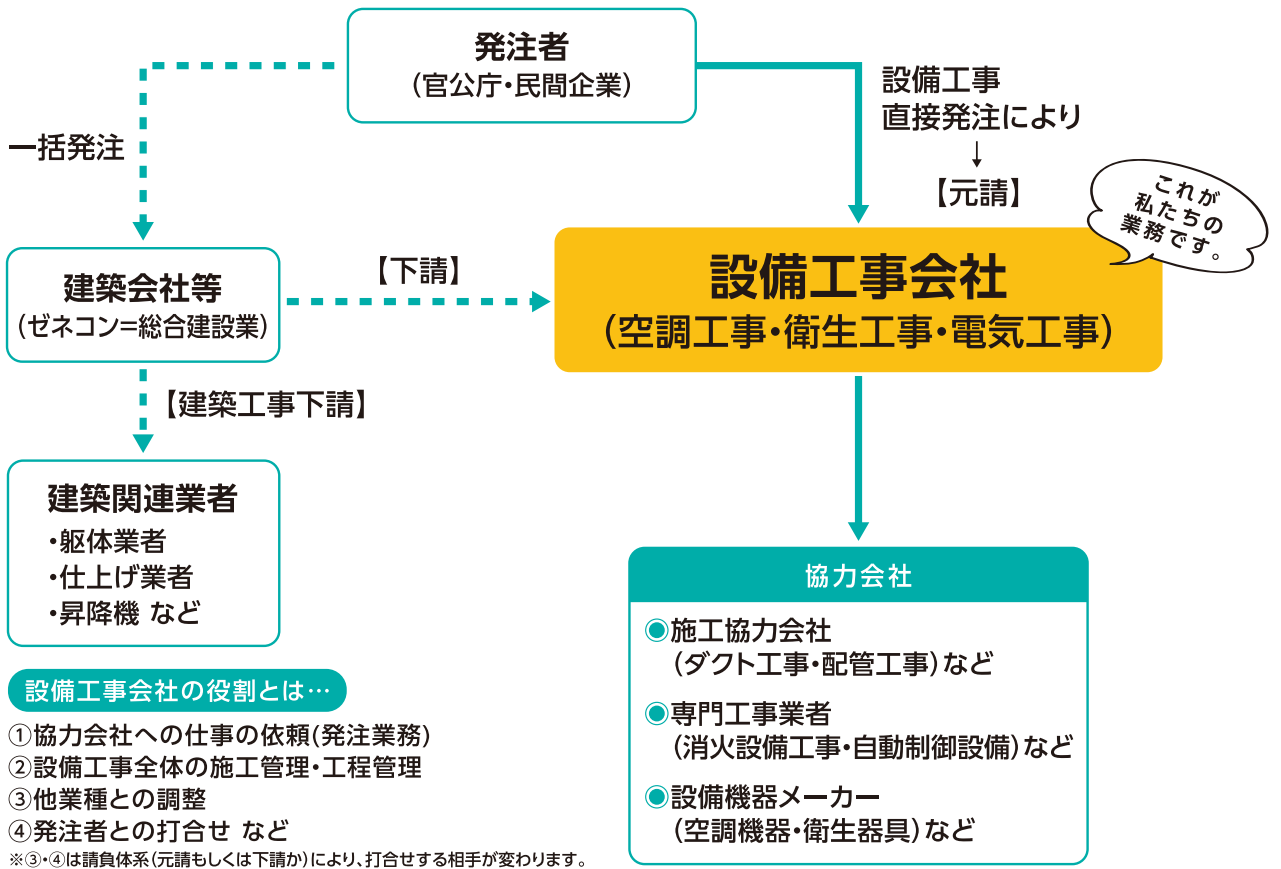 発注者
（官公庁・民間企業）
一括発注
設備工事
直接発注により
【元請】
これが
私たちの
業務です。
建築会社等
（ゼネコン=総合建設業）
【下請】
設備工事会社
（空調工事・衛生工事・電気工事）
【建築工事下請】
建築関連業者
・躯体業者
・仕上げ業者
・昇降機 など
協力会社
◉施工協力会社
（ダクト工事・配管工事）など
◉専門工事業者
（消火設備工事・自動制御設備）など
◉設備機器メーカー
（空調機器・衛生器具）など
設備工事会社の役割とは…
①協力会社への仕事の依頼(発注業務)
②設備工事全体の施工管理・工程管理
③他業種との調整
④発注者との打合せ など
※③・④は請負体系（元請もしくは下請か）により、打合せする相手が変わります。